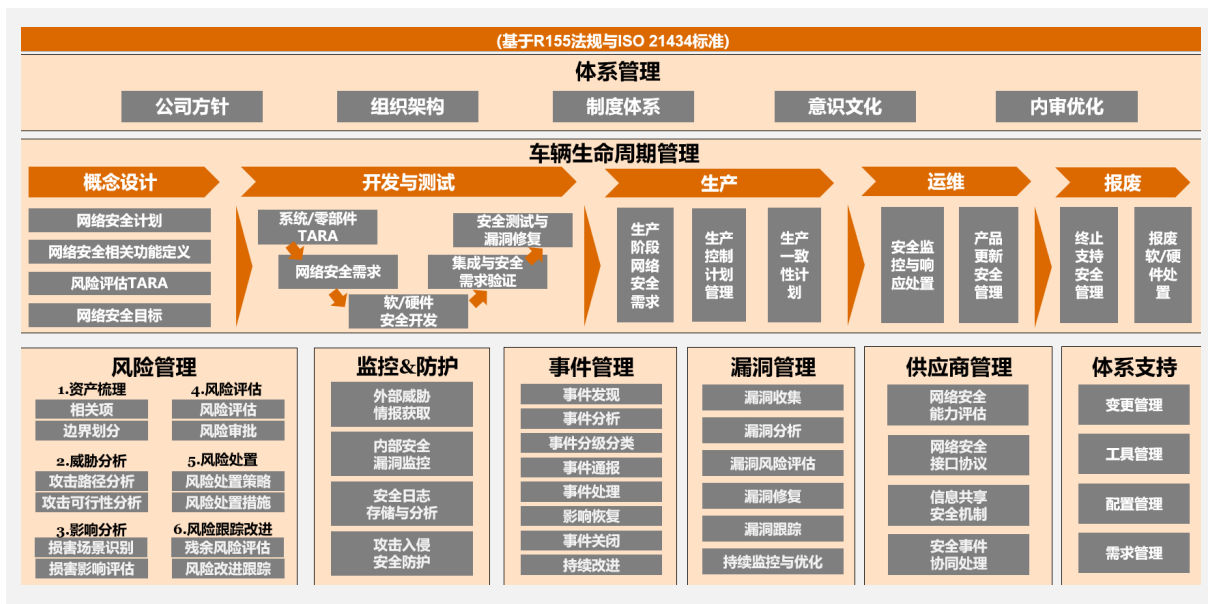 (基于R155法规与ISO 21434标准)
体系管理
公司方针
组织架构
制度体系
意识文化
内审优化
车辆生命周期管理
概念设计
网络安全计划
网络安全相关功能定义
风险评估TARA
网络安全目标
开发与测试
系统/零部件
TARA
网络安全需求
软/硬件
安全开发
集成与安全
需求验证
安全测试与
漏洞修复
生产
生产
阶段
网络
安全
需求
生产
控制
计划
管理
生产
一致
性计
划
运维
安全监
控与响
应处置
产品
更新
安全
管理
报废
终止
支持
安全
管理
报废
软/硬
件处
置
风险管理
1.资产梳理
相关项
边界划分
2.威胁分析
攻击路径分析
攻击可行性分析
3.影响分析
损害场景识别
损害影响评估
4.风险评估
风险评估
风险审批
5.风险处置
风险处置策略
风险处置措施
6.风险跟踪改进
残余风险评估
风险改进跟踪
监控&防护
外部威胁
情报获取
内部安全
漏洞监控
安全日志
存储与分析
攻击入侵
安全防护
事件管理
事件发现
事件分析
事件分级分类
事件通报
事件处理
影响恢复
事件关闭
持续改进
漏洞管理
漏洞收集
漏洞分析
漏洞风险评估
漏洞修复
漏洞跟踪
持续监控与优化
供应商管理
网络安全
能力评估
网络安全
接口协议
信息共享
安全机制
安全事件
协同处理
体系支持
变更管理
工具管理
配置管理
需求管理